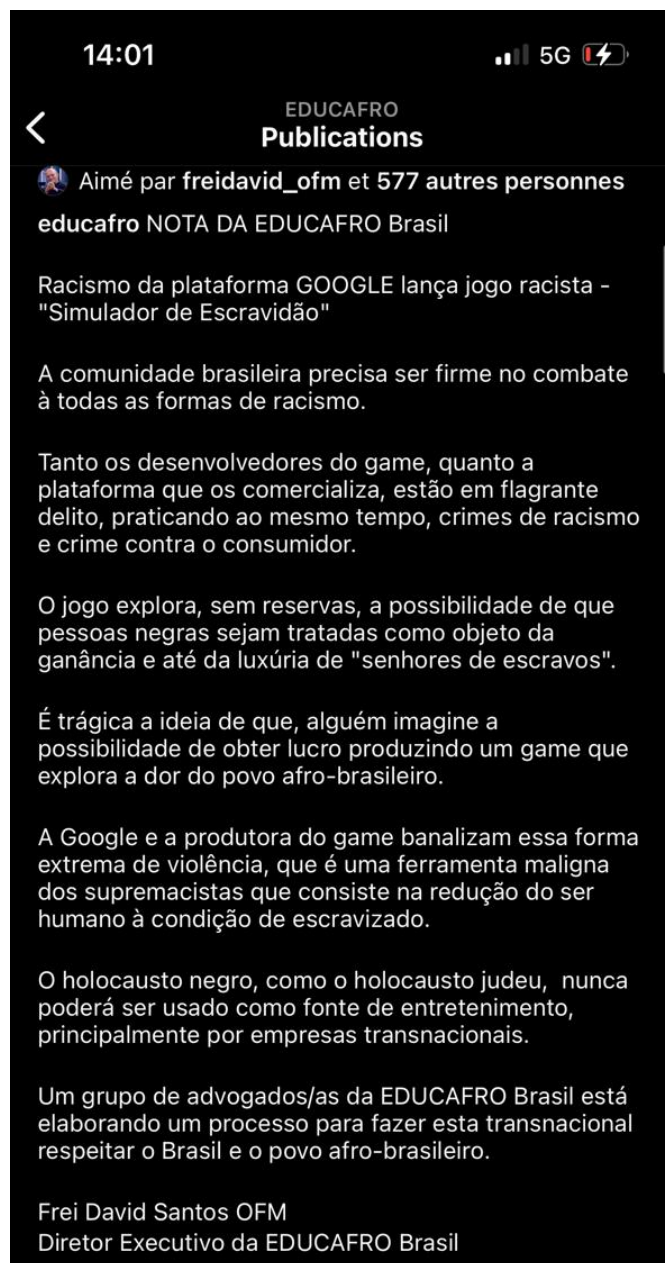 14:01
5G
EDUCAFRO
Publications
Aimé par freidavid_ofm et 577 autres personnes
educafro NOTA DA EDUCAFRO Brasil
Racismo da plataforma GOOGLE lança jogo racista -
"Simulador de Escravidão"
A comunidade brasileira precisa ser firme no combate
à todas as formas de racismo.
Tanto os desenvolvedores do game, quanto a
plataforma que os comercializa, estão em flagrante
delito, praticando ao mesmo tempo, crimes de racismo
e crime contra o consumidor.
O jogo explora, sem reservas, a possibilidade de que
pessoas negras sejam tratadas como objeto da
ganância e até da luxúria de "senhores de escravos".
É trágica a ideia de que, alguém imagine a
possibilidade de obter lucro produzindo um game que
explora a dor do povo afro-brasileiro.
A Google e a produtora do game banalizam essa forma
extrema de violência, que é uma ferramenta maligna
dos supremacistas que consiste na redução do ser
humano à condição de escravizado.
O holocausto negro, como o holocausto judeu,  nunca
poderá ser usado como fonte de entretenimento,
principalmente por empresas transnacionais.
Um grupo de advogados/as da EDUCAFRO Brasil está
elaborando um processo para fazer esta transnacional
respeitar o Brasil e o povo afro-brasileiro.
Frei David Santos OFM
Diretor Executivo da EDUCAFRO Brasil